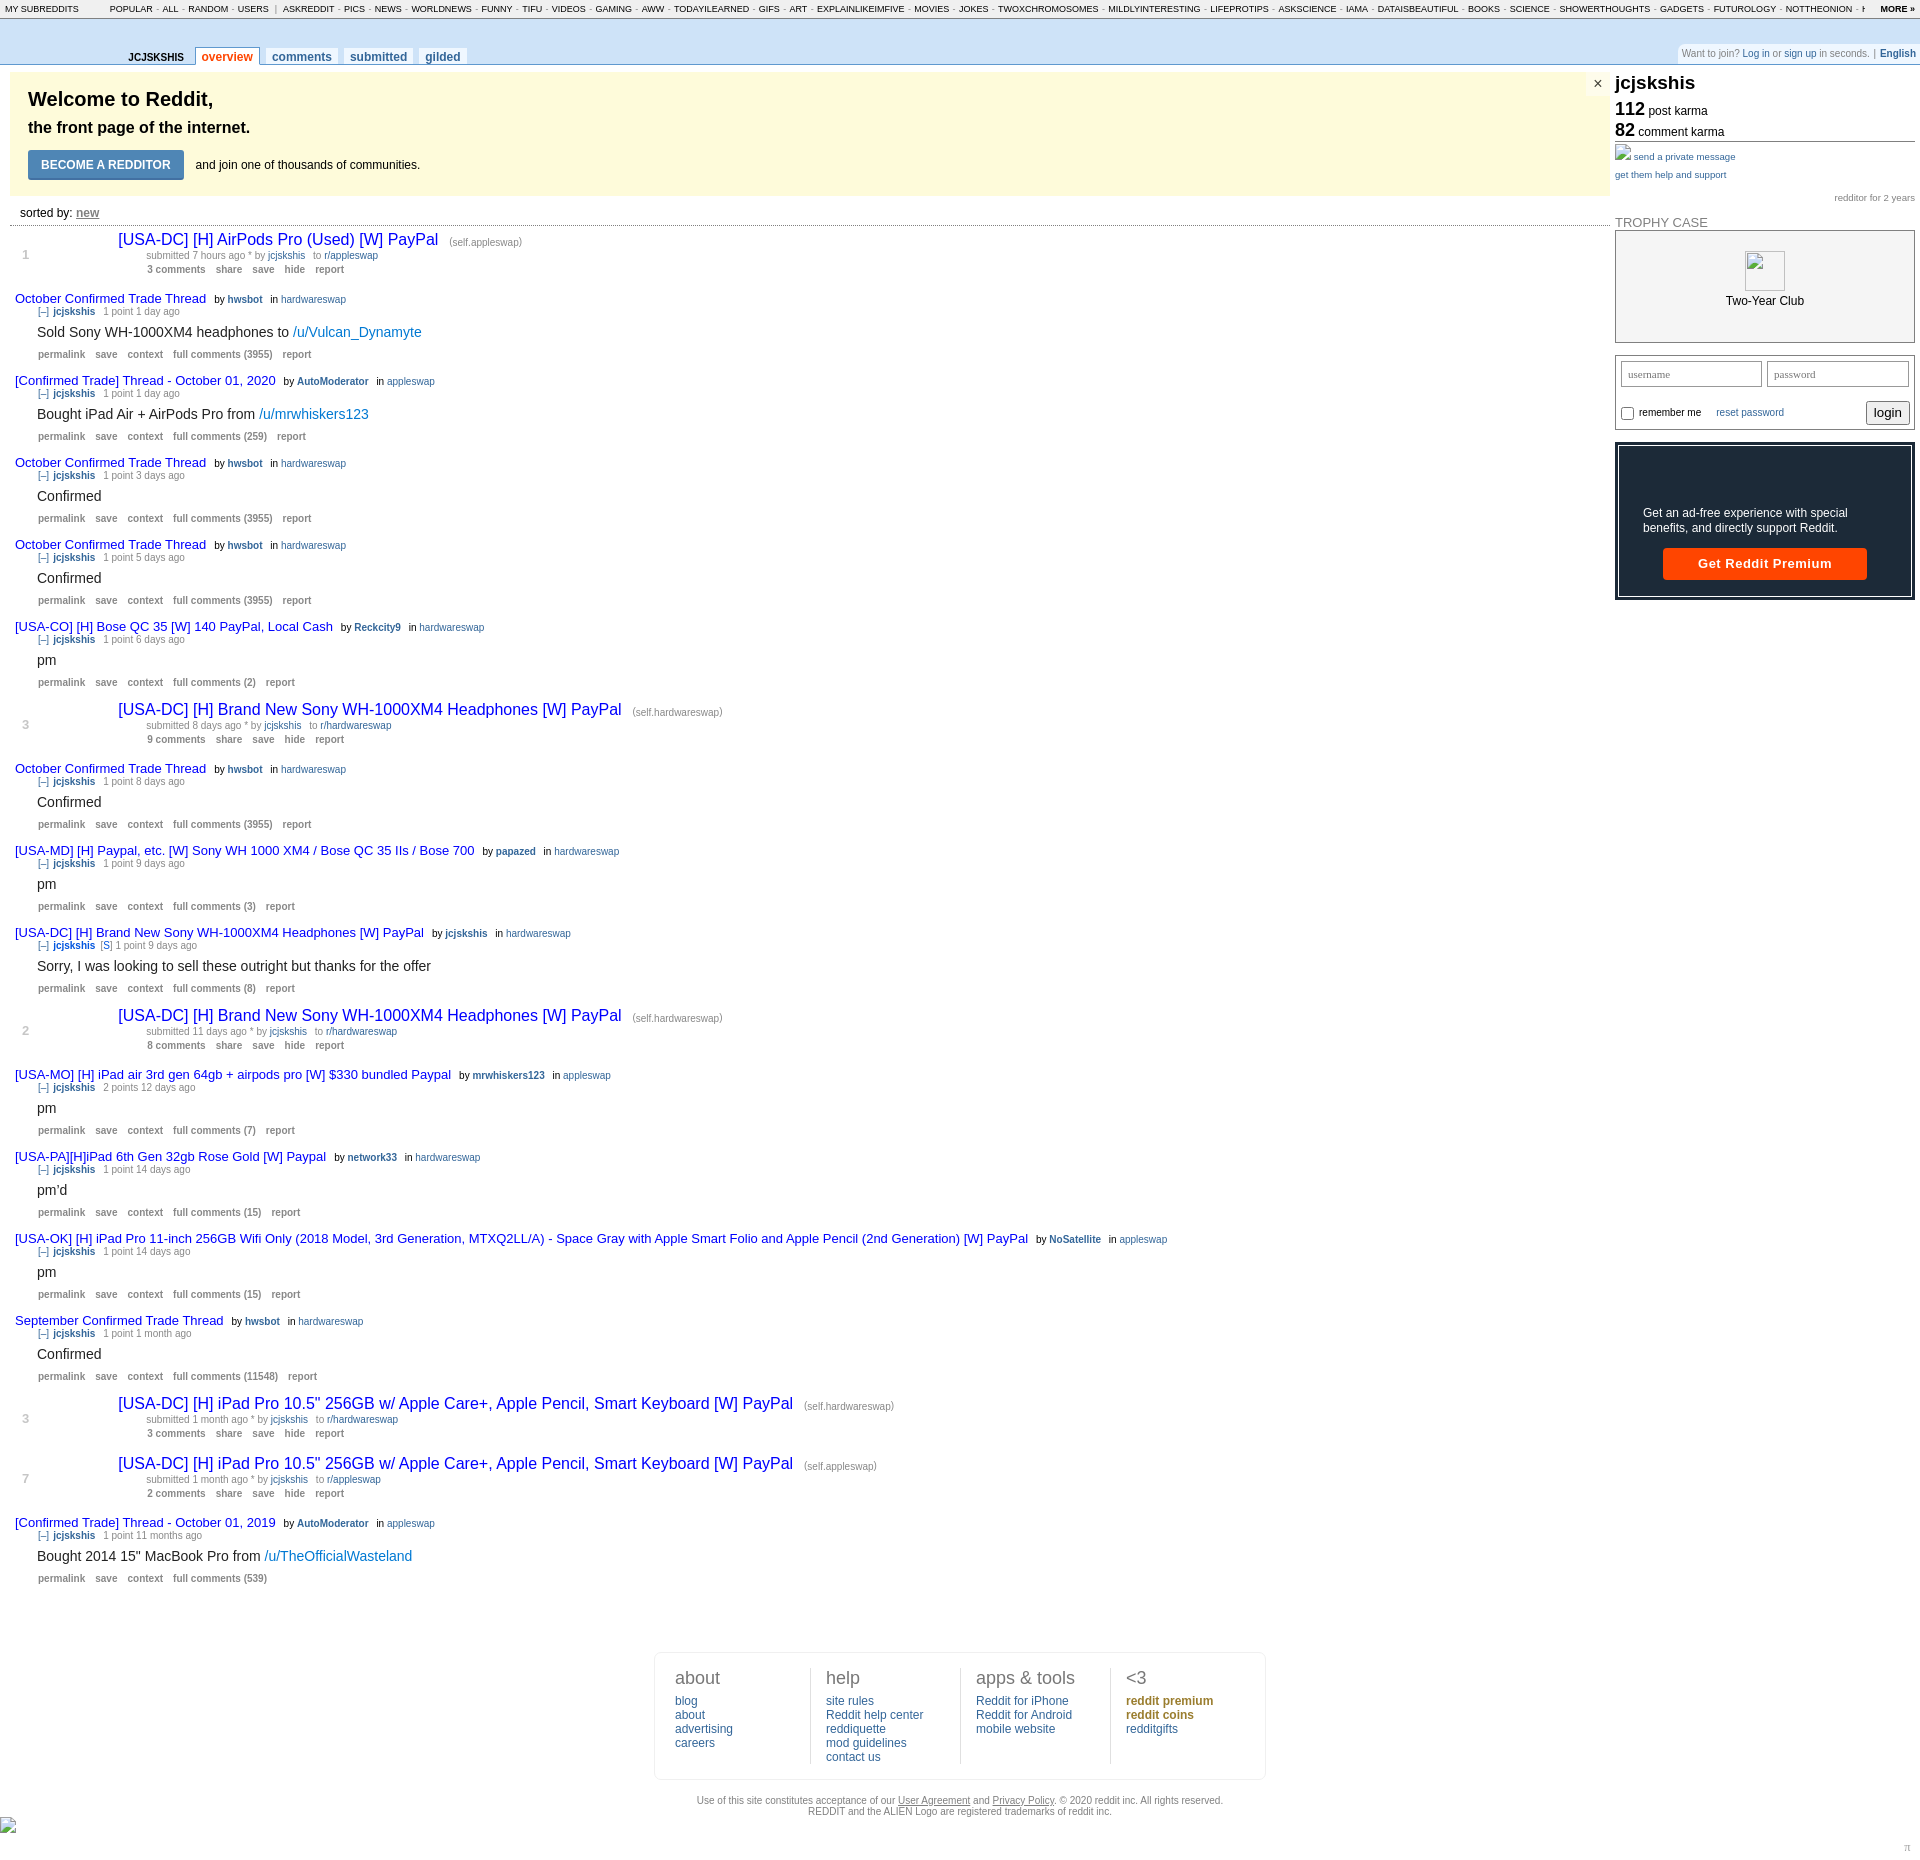 MY SUBREDDITS POPULAR - ALL - RANDOM - USERS | ASKREDDIT - PICS - NEWS - WORLDNEWS - FUNNY - TIFU - VIDEOS - GAMING - AWW - TODAYILEARNED - GIFS - ART - EXPLAINLIKEIMFIVE - MOVIES - JOKES - TWOXCHROMOSOMES - MILDLYINTERESTING - LIFEPROTIPS - ASKSCIENCE - IAMA - DATAISBEAUTIFUL - BOOKS - SCIENCE - SHOWERTHOUGHTS - GADGETS - FUTUROLOGY - NOTTHEONION - MORE »
JCJSKSHIS overview comments submitted gilded
Want to join? Log in or sign up in seconds. | English
Welcome to Reddit,
the front page of the internet.
BECOME A REDDITOR and join one of thousands of communities.
×
sorted by: new
1
[USA-DC] [H] AirPods Pro (Used) [W] PayPal (self.appleswap)
submitted 7 hours ago * by jcjskshis to r/appleswap
3 comments share save hide report
October Confirmed Trade Thread by hwsbot in hardwareswap
[–] jcjskshis 1 point 1 day ago
Sold Sony WH-1000XM4 headphones to /u/Vulcan_Dynamyte
permalink save context full comments (3955) report
[Confirmed Trade] Thread - October 01, 2020 by AutoModerator in appleswap
[–] jcjskshis 1 point 1 day ago
Bought iPad Air + AirPods Pro from /u/mrwhiskers123
permalink save context full comments (259) report
October Confirmed Trade Thread by hwsbot in hardwareswap
[–] jcjskshis 1 point 3 days ago
Confirmed
permalink save context full comments (3955) report
October Confirmed Trade Thread by hwsbot in hardwareswap
[–] jcjskshis 1 point 5 days ago
Confirmed
permalink save context full comments (3955) report
[USA-CO] [H] Bose QC 35 [W] 140 PayPal, Local Cash by Reckcity9 in hardwareswap
[–] jcjskshis 1 point 6 days ago
pm
permalink save context full comments (2) report
3
[USA-DC] [H] Brand New Sony WH-1000XM4 Headphones [W] PayPal (self.hardwareswap)
submitted 8 days ago * by jcjskshis to r/hardwareswap
9 comments share save hide report
October Confirmed Trade Thread by hwsbot in hardwareswap
[–] jcjskshis 1 point 8 days ago
Confirmed
permalink save context full comments (3955) report
[USA-MD] [H] Paypal, etc. [W] Sony WH 1000 XM4 / Bose QC 35 IIs / Bose 700 by papazed in hardwareswap
[–] jcjskshis 1 point 9 days ago
pm
permalink save context full comments (3) report
[USA-DC] [H] Brand New Sony WH-1000XM4 Headphones [W] PayPal by jcjskshis in hardwareswap
[–] jcjskshis [S] 1 point 9 days ago
Sorry, I was looking to sell these outright but thanks for the offer
permalink save context full comments (8) report
2
[USA-DC] [H] Brand New Sony WH-1000XM4 Headphones [W] PayPal (self.hardwareswap)
submitted 11 days ago * by jcjskshis to r/hardwareswap
8 comments share save hide report
[USA-MO] [H] iPad air 3rd gen 64gb + airpods pro [W] $330 bundled Paypal by mrwhiskers123 in appleswap
[–] jcjskshis 2 points 12 days ago
pm
permalink save context full comments (7) report
[USA-PA][H]iPad 6th Gen 32gb Rose Gold [W] Paypal by network33 in hardwareswap
[–] jcjskshis 1 point 14 days ago
pm'd
permalink save context full comments (15) report
[USA-OK] [H] iPad Pro 11-inch 256GB Wifi Only (2018 Model, 3rd Generation, MTXQ2LL/A) - Space Gray with Apple Smart Folio and Apple Pencil (2nd Generation) [W] PayPal by NoSatellite in appleswap
[–] jcjskshis 1 point 14 days ago
pm
permalink save context full comments (15) report
September Confirmed Trade Thread by hwsbot in hardwareswap
[–] jcjskshis 1 point 1 month ago
Confirmed
permalink save context full comments (11548) report
3
[USA-DC] [H] iPad Pro 10.5" 256GB w/ Apple Care+, Apple Pencil, Smart Keyboard [W] PayPal (self.hardwareswap)
submitted 1 month ago * by jcjskshis to r/hardwareswap
3 comments share save hide report
7
[USA-DC] [H] iPad Pro 10.5" 256GB w/ Apple Care+, Apple Pencil, Smart Keyboard [W] PayPal (self.appleswap)
submitted 1 month ago * by jcjskshis to r/appleswap
2 comments share save hide report
[Confirmed Trade] Thread - October 01, 2019 by AutoModerator in appleswap
[–] jcjskshis 1 point 11 months ago
Bought 2014 15" MacBook Pro from /u/TheOfficialWasteland
permalink save context full comments (539)
jcjskshis
112 post karma
82 comment karma
send a private message
get them help and support
redditor for 2 years
TROPHY CASE
Two-Year Club
username password
remember me reset password login
Get an ad-free experience with special
benefits, and directly support Reddit.
Get Reddit Premium
about
blog
about
advertising
careers
help
site rules
Reddit help center
reddiquette
mod guidelines
contact us
apps & tools
Reddit for iPhone
Reddit for Android
mobile website
<3
reddit premium
reddit coins
redditgifts
Use of this site constitutes acceptance of our User Agreement and Privacy Policy. © 2020 reddit inc. All rights reserved.
REDDIT and the ALIEN Logo are registered trademarks of reddit inc.
π